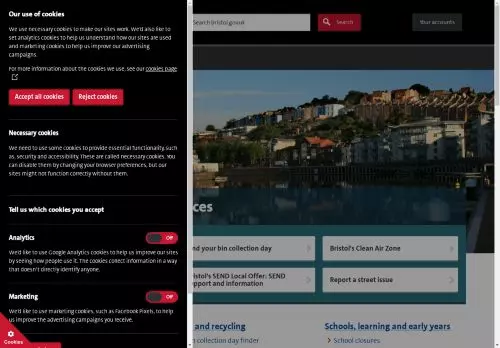 Our use of cookies
We use necessary cookies to make our sites work. We'd also like to
set analytics cookies to help us understand how our sites are used
and marketing cookies to help us improve our advertising
campaigns.
For more information about the cookies we use, see our cookies page
Accept all cookies Reject cookies
Necessary cookies
We need to use some cookies to provide essential functionality, such
as, security and accessibility. These are called necessary cookies. You
can disable them by changing your browser preferences, but our
sites might not function correctly without them.
Tell us which cookies you accept
Analytics Off
We'd like to use Google Analytics cookies to help us improve our sites
by seeing how people use it. The cookies collect information in a way
that doesn't directly identify anyone.
Marketing Off
We'd like to use marketing cookies, such as Facebook Pixels, to help
us improve the advertising campaigns you receive.
Cookies
Search bristol.gov.uk Search Your accounts
ices
nd your bin collection day Bristol's Clean Air Zone
istol's SEND Local Offer: SEND
pport and information
Report a street issue
and recycling Schools, learning and early years
n collection day finder School closures